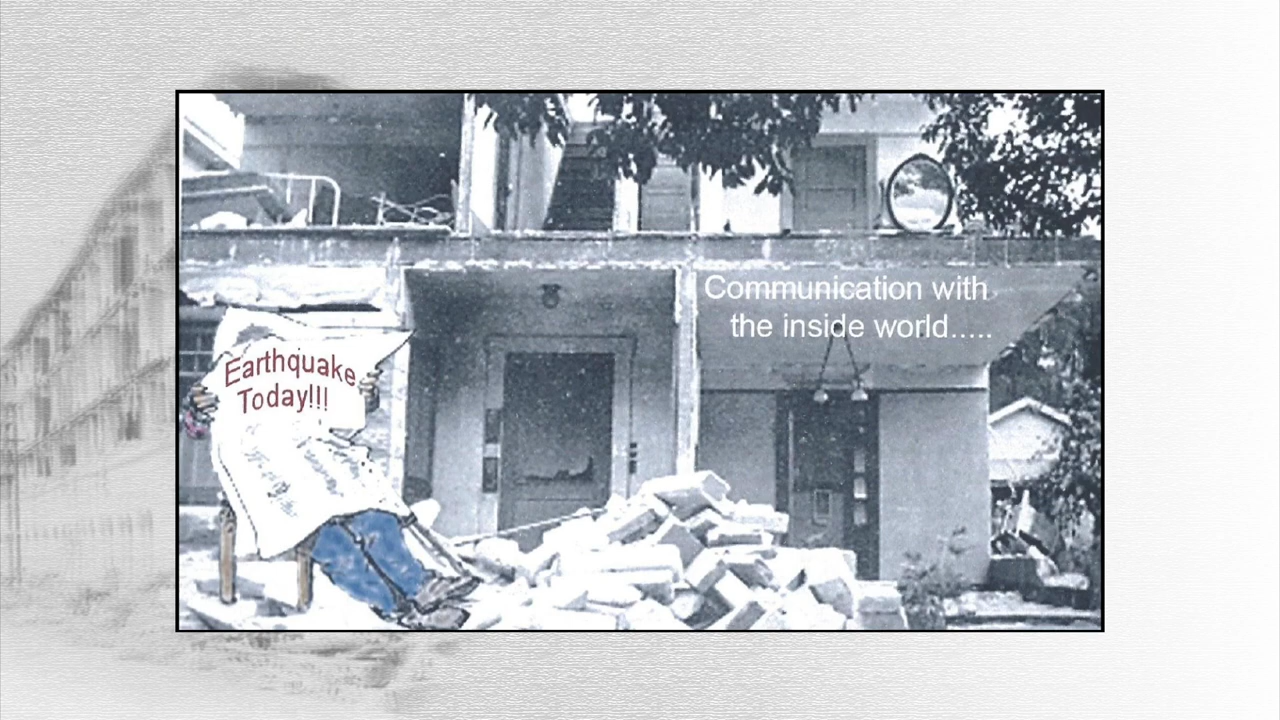 Communication with
the inside world.....
Earthquake
Today!!!